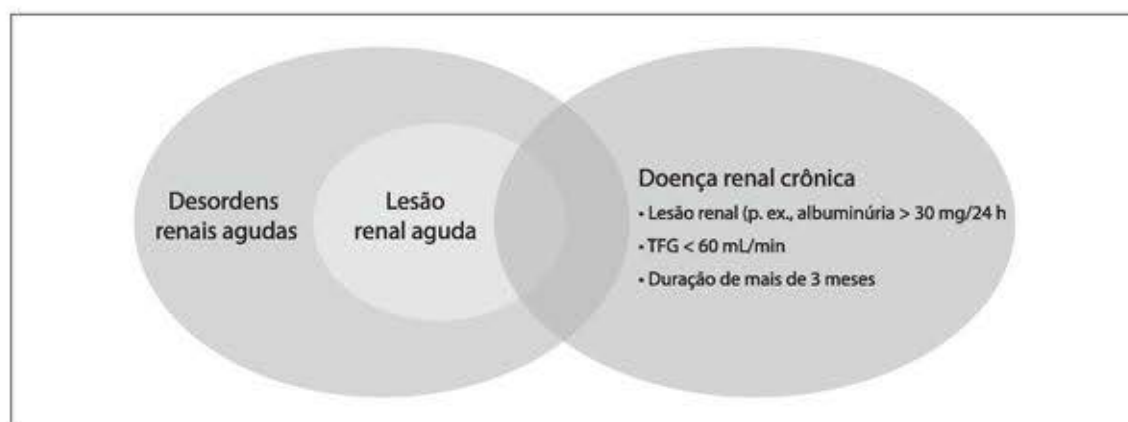 Desordens
renais agudas
Lesão
renal aguda
Doença renal crônica
• Lesão renal (p. ex., albuminúria > 30 mg/24 h
• TFG < 60 mL/min
• Duração de mais de 3 meses